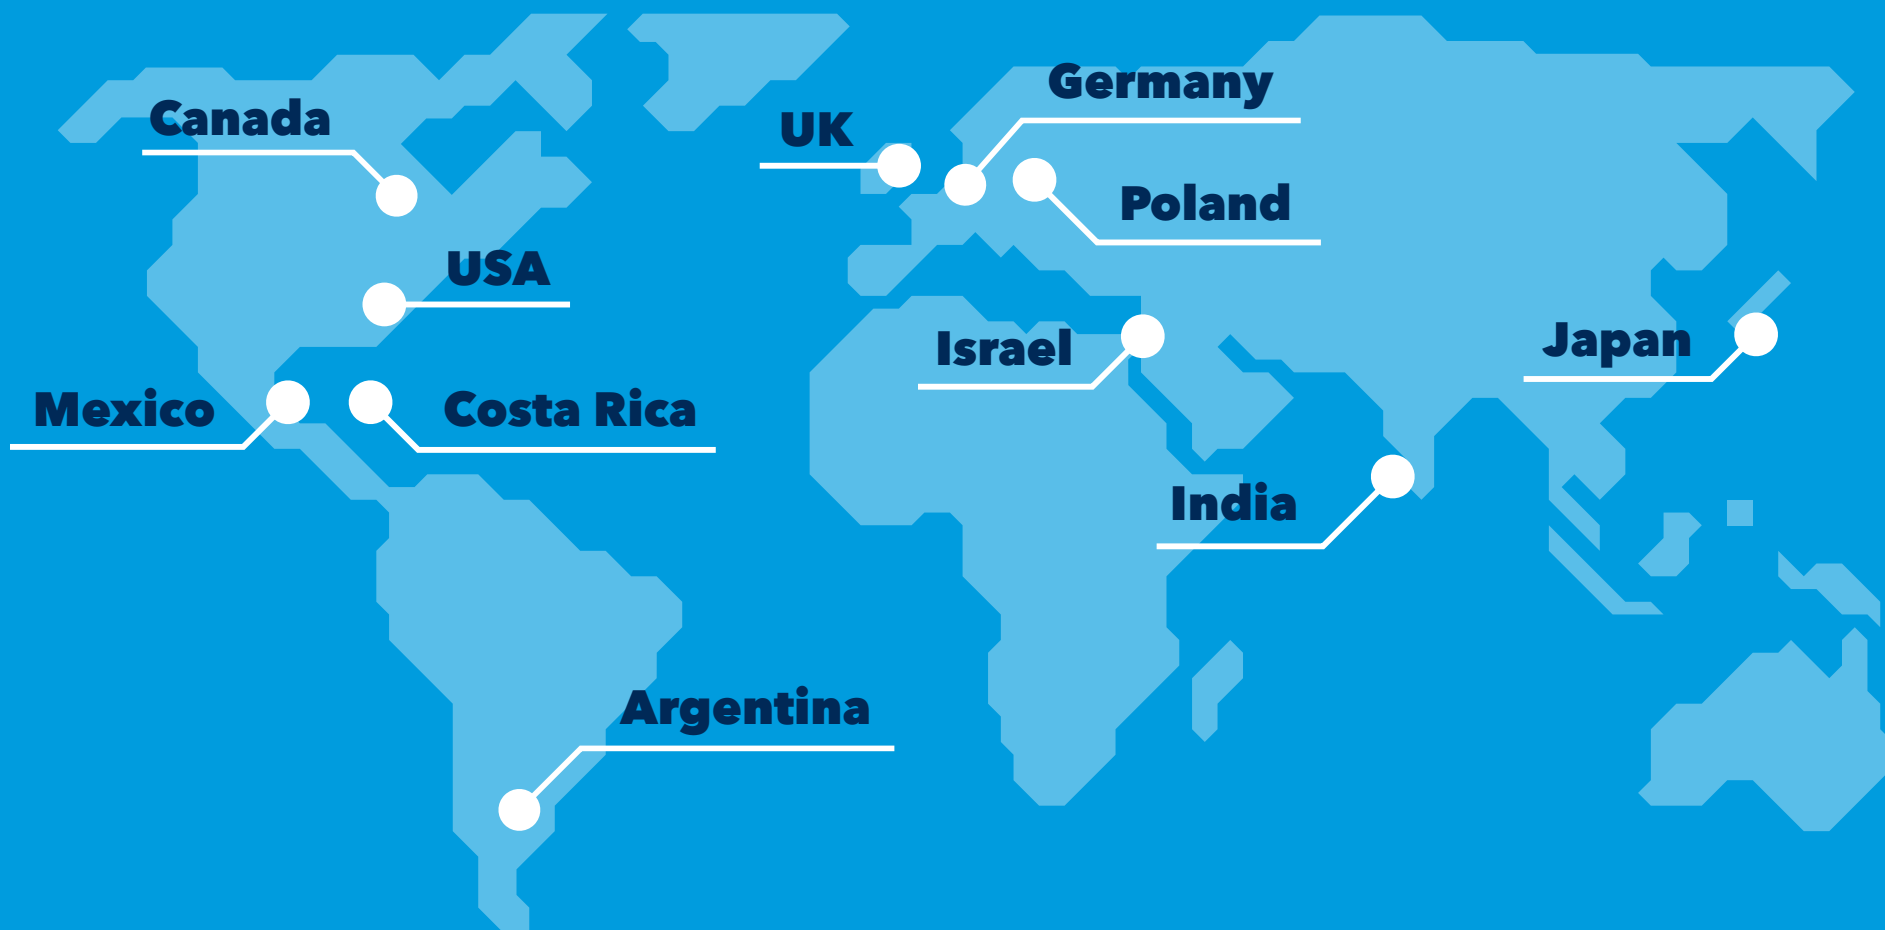 Germany
Canada
UK
Poland
USA
Japan
Israel
Mexico
Costa Rica
India
Argentina